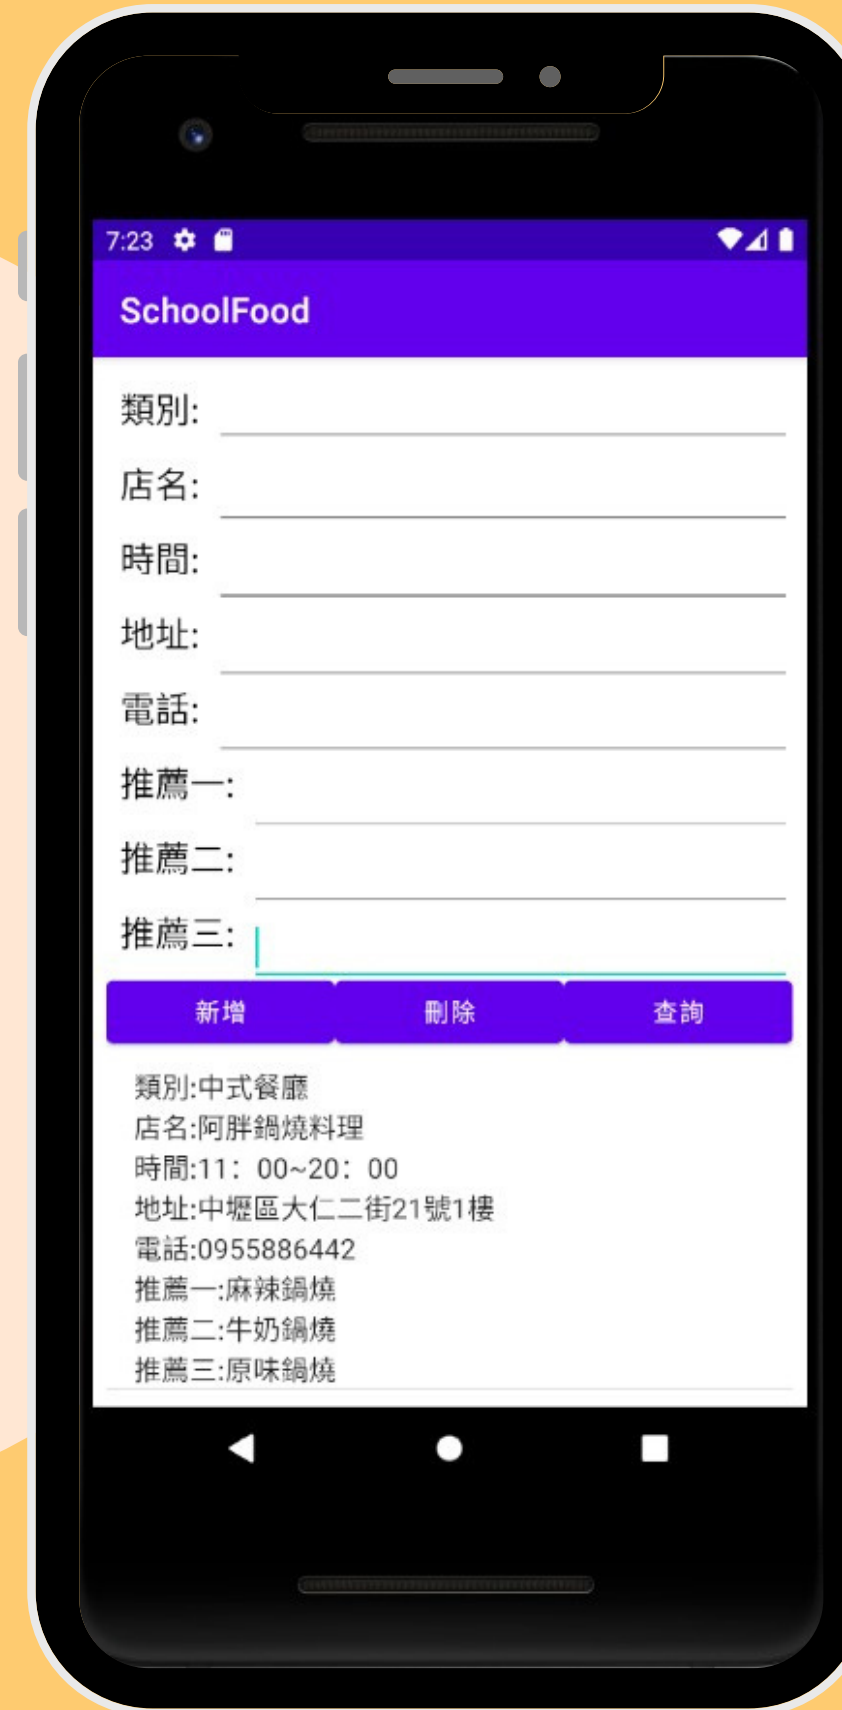 7:23
SchoolFood
類別:
店名:
時間:
地址:
電話:
推薦一:
推薦二:
推薦三:
新增 刪除 查詢
類別:中式餐廳
店名:阿胖鍋燒料理
時間:11：00~20：00
地址:中壢區大仁二街21號1樓
電話:0955886442
推薦一:麻辣鍋燒
推薦二:牛奶鍋燒
推薦三:原味鍋燒